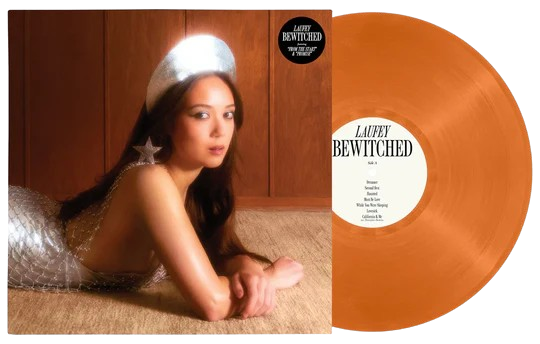 LAUFEY
BEWITCHED
featuring
"FROM THE START"
& "PROMISE"
LAUFEY
BEWITCHED
Side A
Dreamer
Second Best
Haunted
Must Be Love
While You Were Sleeping
Lovesick
California & Me